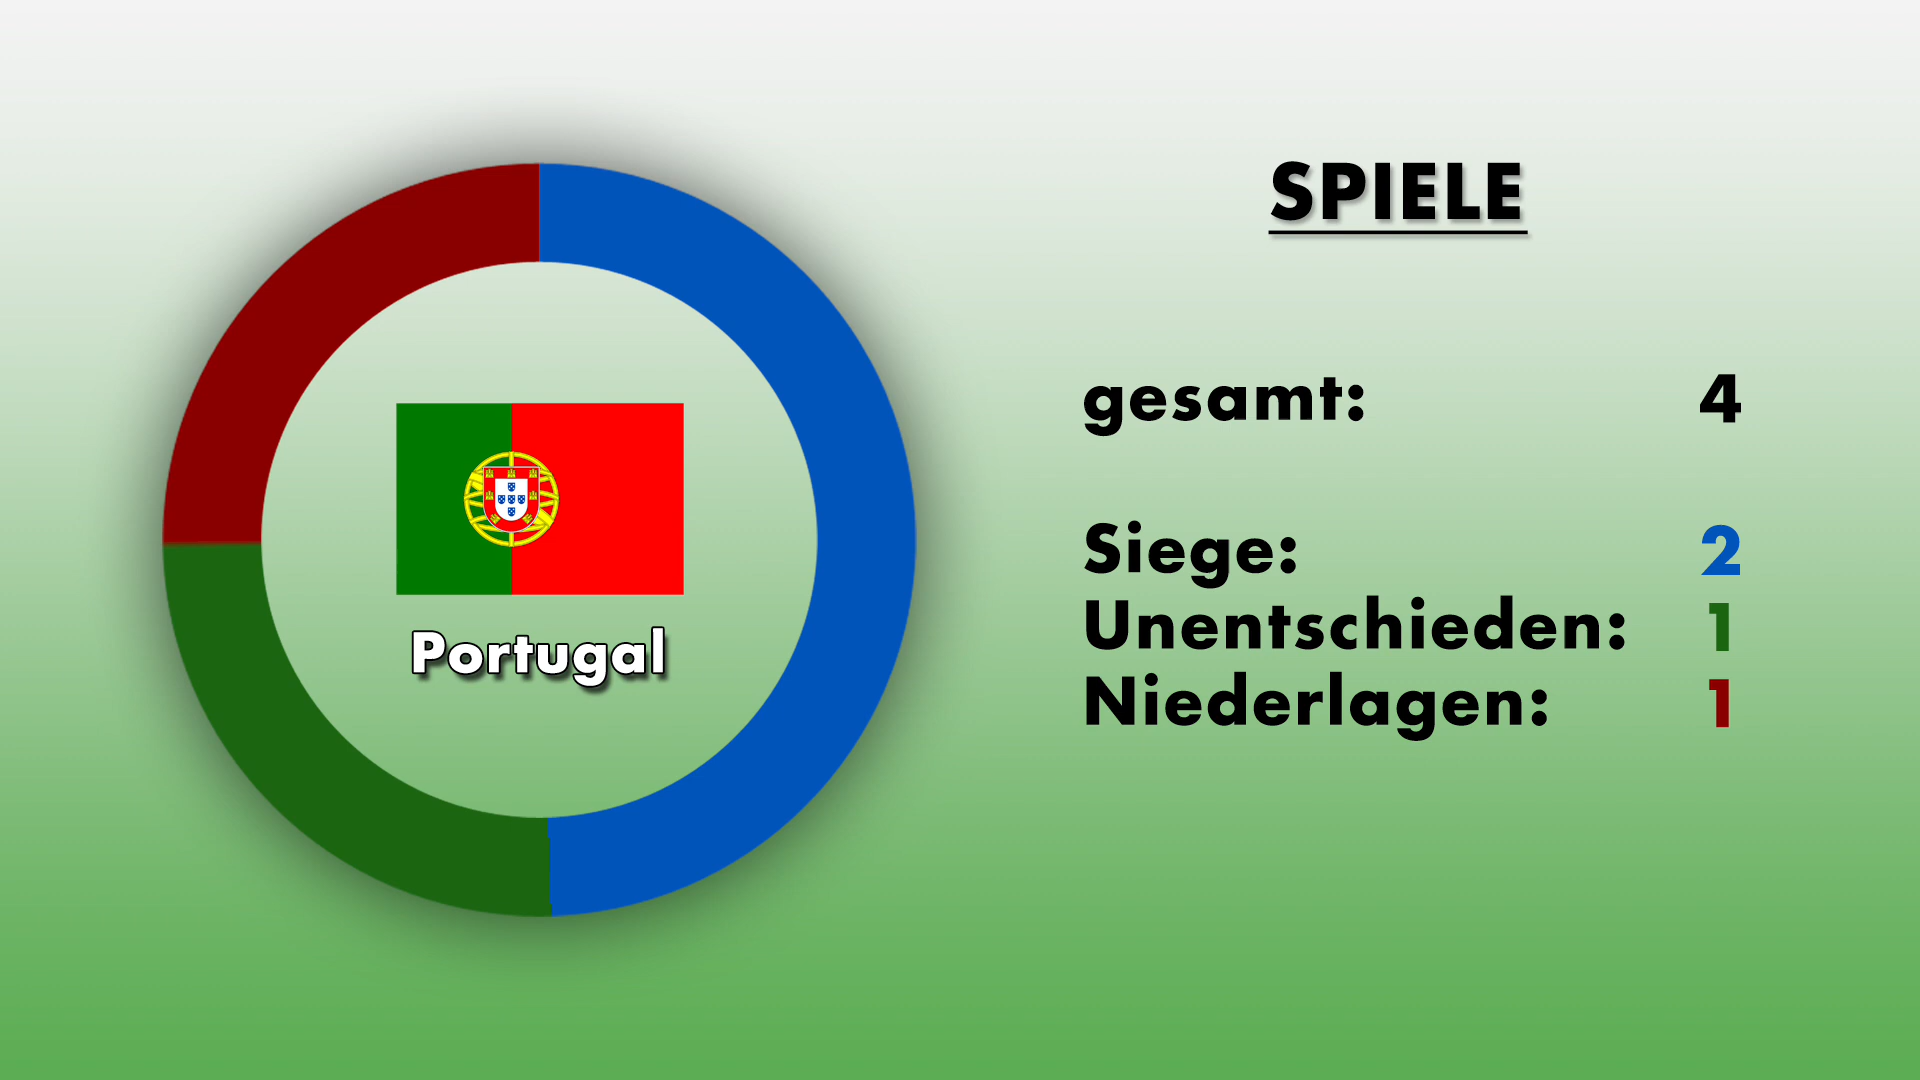 SPIELE
gesamt: 4
Siege: 2
Unentschieden: 1
Niederlagen: 1
Portugal